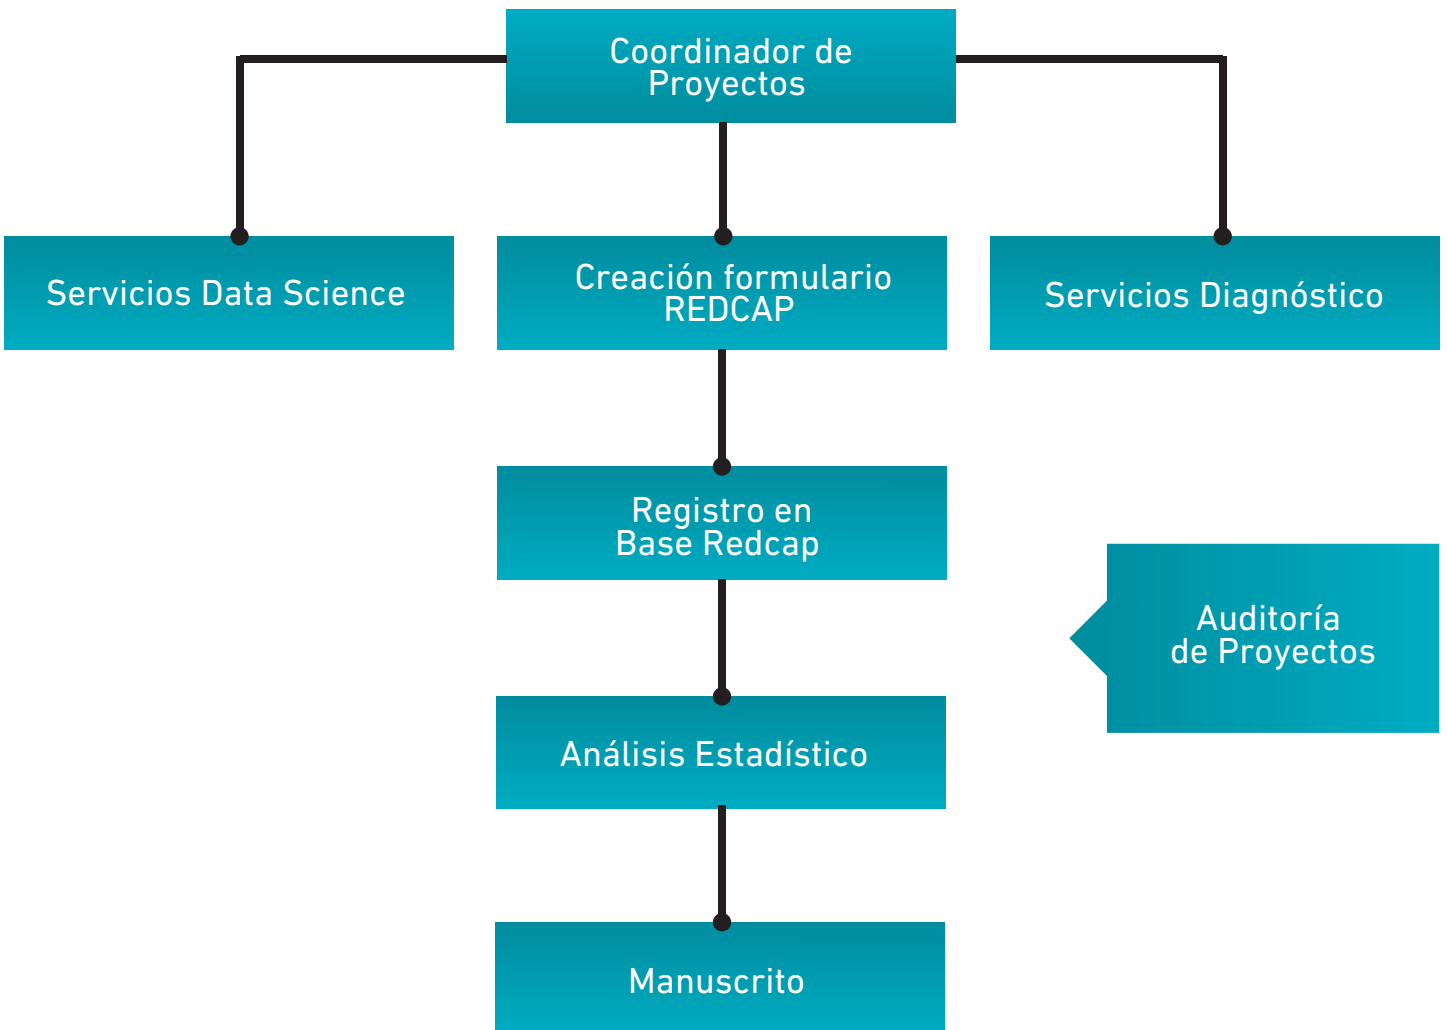 Coordinador de
Proyectos
Servicios Data Science
Creación formulario
REDCAP
Servicios Diagnóstico
Registro en
Base Redcap
Auditoría
de Proyectos
Análisis Estadístico
Manuscrito